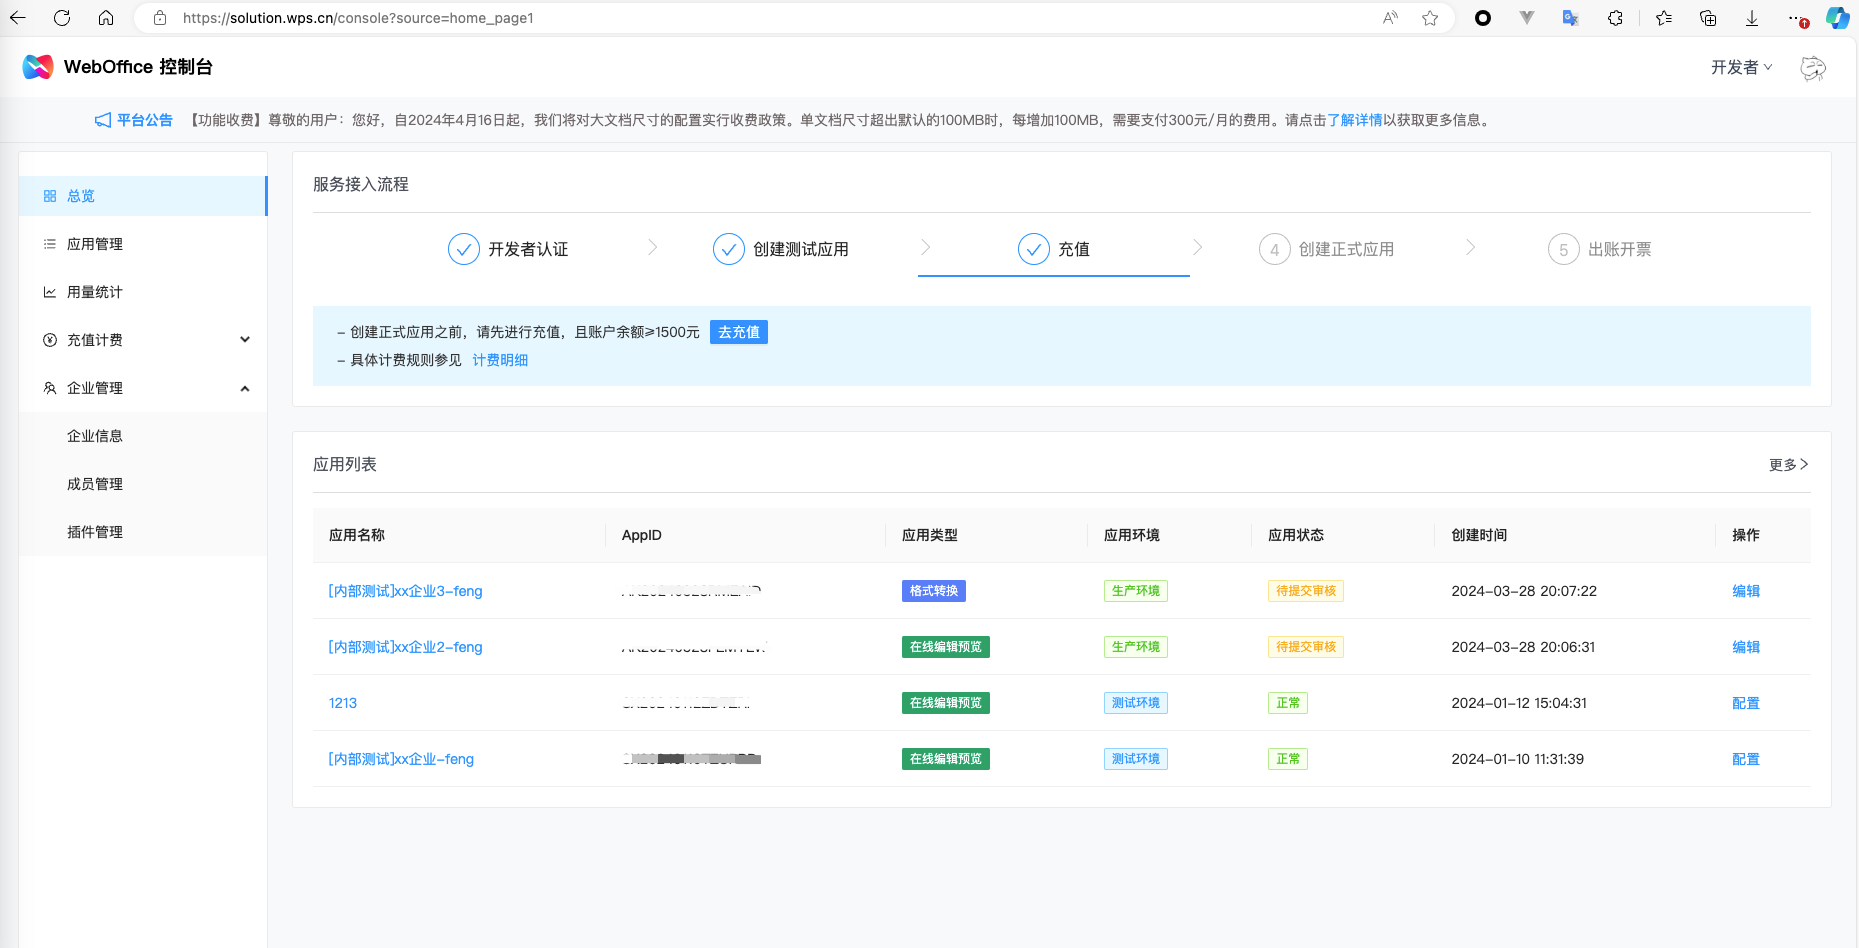 https://solution.wps.cn/console?source=home_page1
WebOffice 控制台
开发者
平台公告 【功能收费】尊敬的用户：您好，自2024年4月16日起，我们将对大文档尺寸的配置实行收费政策。单文档尺寸超出默认的100MB时，每增加100MB，需要支付300元/月的费用。请点击了解详情以获取更多信息。
总览
应用管理
用量统计
充值计费
企业管理
企业信息
成员管理
插件管理
服务接入流程
开发者认证 创建测试应用 充值 4 创建正式应用 5 出账开票
– 创建正式应用之前，请先进行充值，且账户余额≥1500元 去充值
– 具体计费规则参见 计费明细
应用列表 更多
应用名称 AppID 应用类型 应用环境 应用状态 创建时间 操作
[内部测试]xx企业3-feng 格式转换 生产环境 待提交审核 2024-03-28 20:07:22 编辑
[内部测试]xx企业2-feng 在线编辑预览 生产环境 待提交审核 2024-03-28 20:06:31 编辑
1213 在线编辑预览 测试环境 正常 2024-01-12 15:04:31 配置
[内部测试]xx企业-feng 在线编辑预览 测试环境 正常 2024-01-10 11:31:39 配置